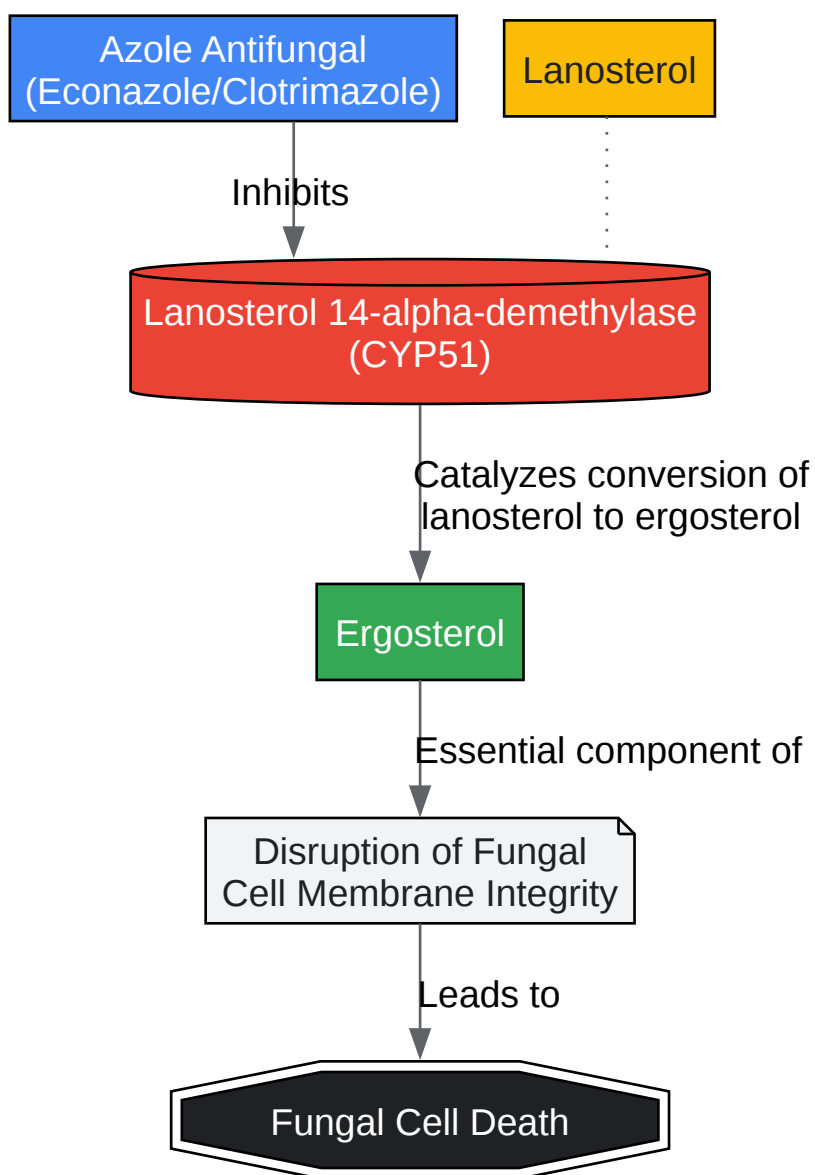 Azole Antifungal
(Econazole/Clotrimazole)
Lanosterol
Inhibits
Lanosterol 14-alpha-demethylase
(CYP51)
Catalyzes conversion of
lanosterol to ergosterol
Ergosterol
Essential component of
Disruption of Fungal
Cell Membrane Integrity
Leads to
Fungal Cell Death